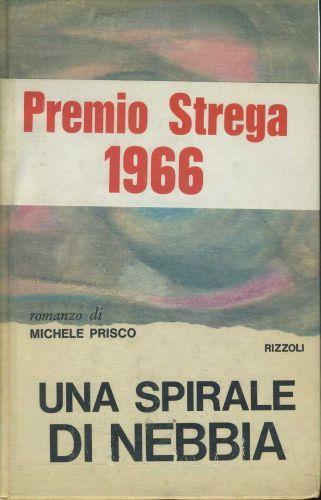 Premio Strega
1966
romanzo di
MICHELE PRISCO
RIZZOLI
UNA SPIRALE
DI NEBBIA